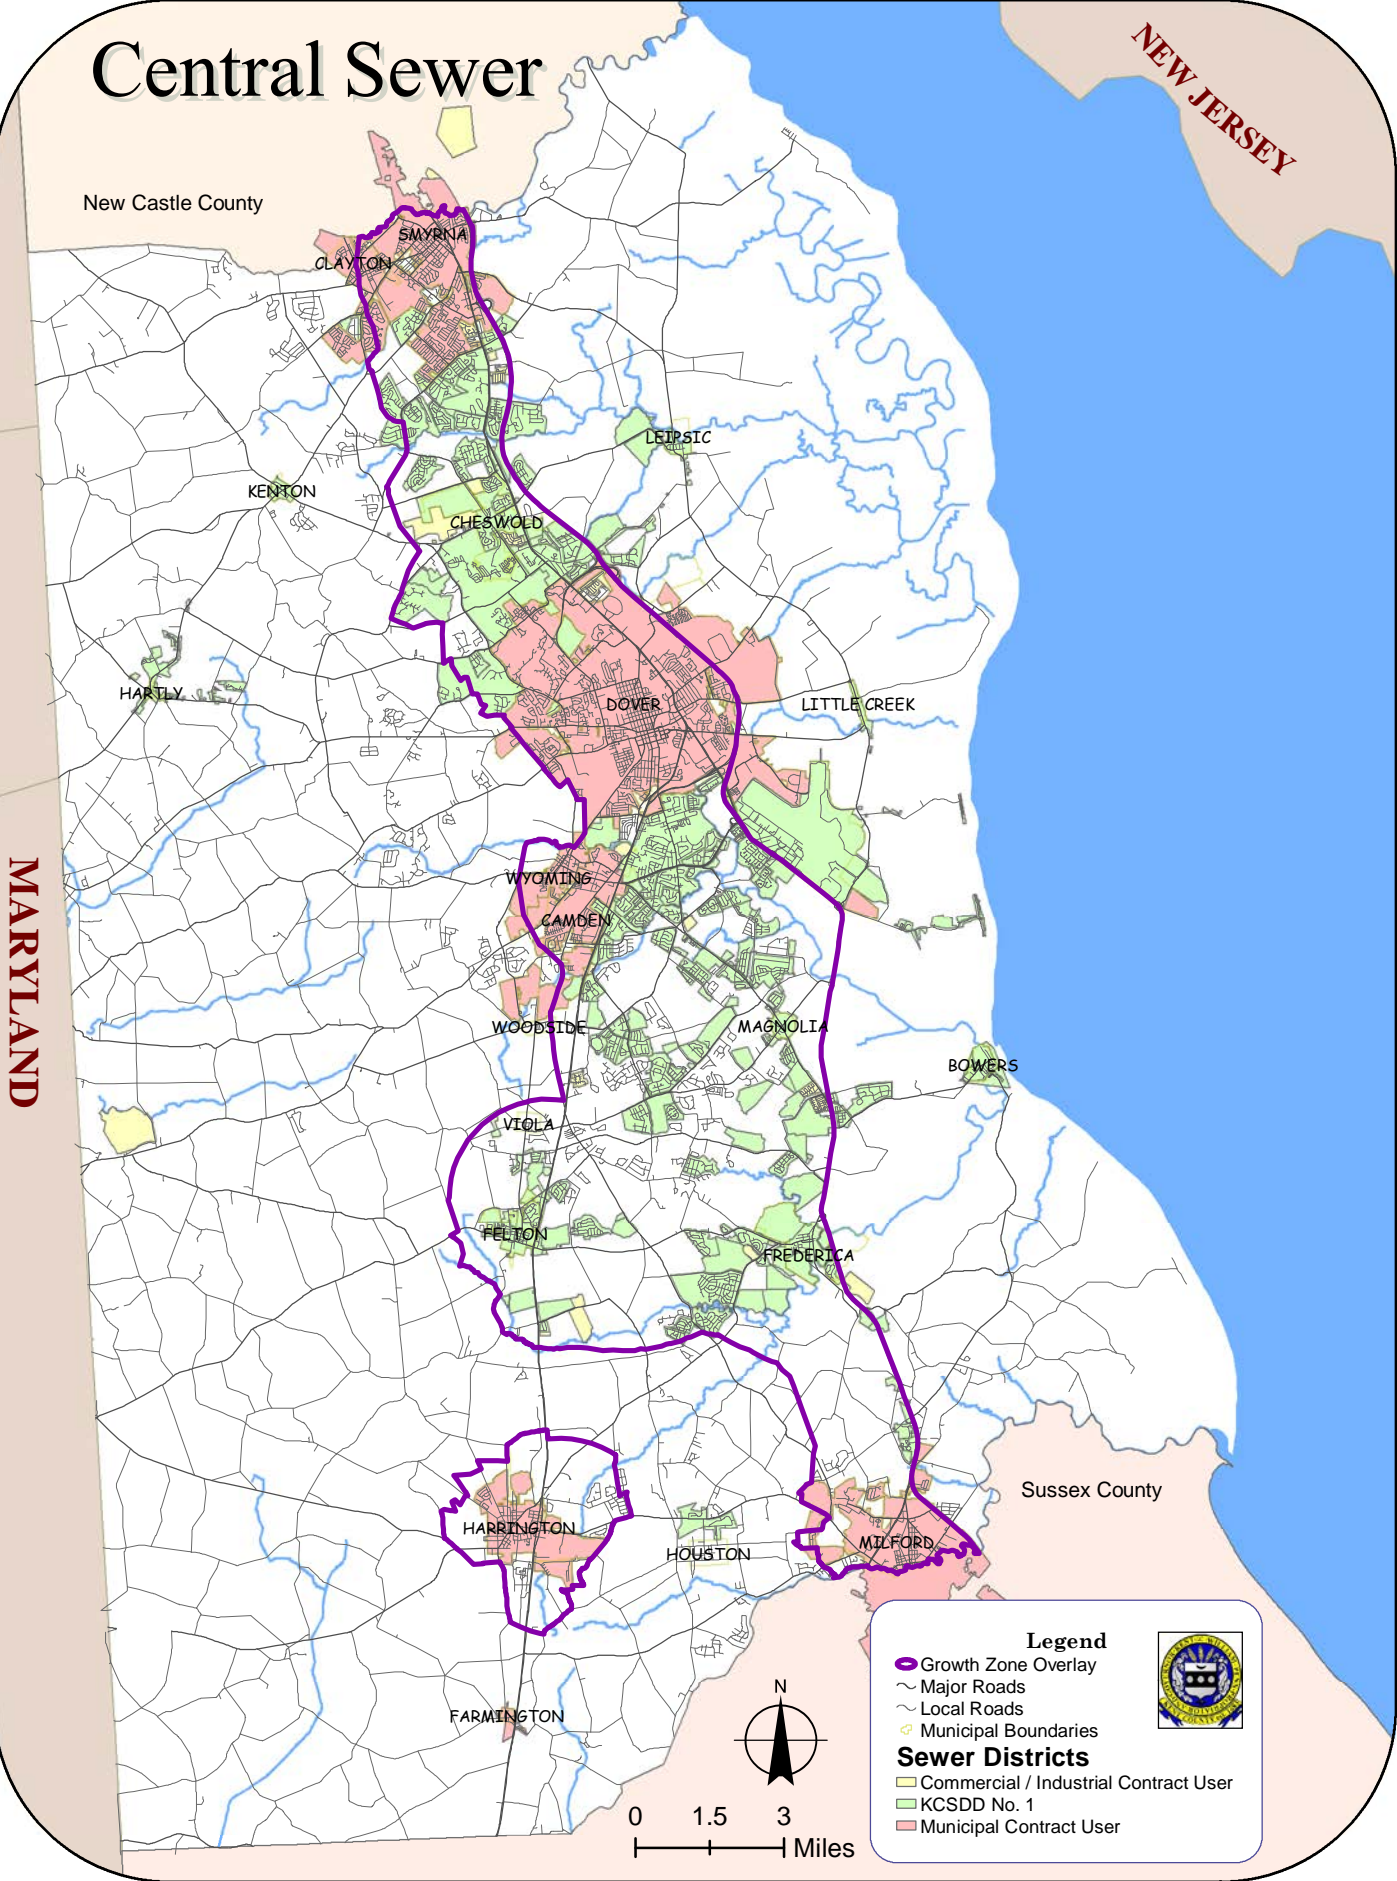 Central Sewer
NEW JERSEY
New Castle County
SMYRNA
CLAYTON
LEIPSIC
KENTON
CHESWOLD
HARTLY
DOVER
LITTLE CREEK
MARYLAND
WYOMING
CAMDEN
WOODSIDE
MAGNOLIA
BOWERS
VIOLA
FELTON
FREDERICA
Sussex County
HARRINGTON
MILFORD
HOUSTON
FARMINGTON
N
0 1.5 3
Miles
Legend
Growth Zone Overlay
Major Roads
Local Roads
Municipal Boundaries
Sewer Districts
Commercial / Industrial Contract User
KCSDD No. 1
Municipal Contract User